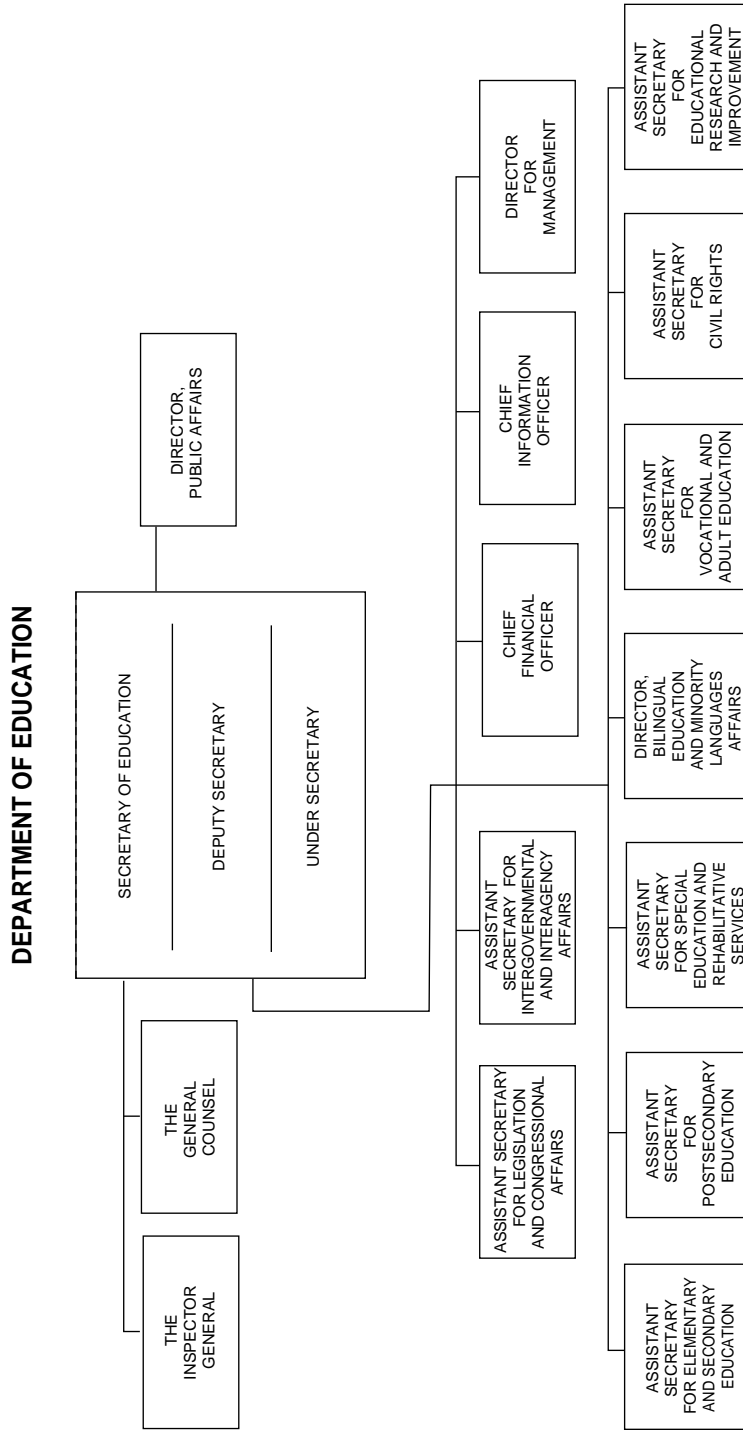 DEPARTMENT OF EDUCATION
SECRETARY OF EDUCATION
DEPUTY SECRETARY
UNDER SECRETARY
DIRECTOR,
PUBLIC AFFAIRS
THE
INSPECTOR
GENERAL
THE
GENERAL
COUNSEL
ASSISTANT SECRETARY
FOR LEGISLATION
AND CONGRESSIONAL
AFFAIRS
ASSISTANT
SECRETARY FOR
INTERGOVERNMENTAL
AND INTERAGENCY
AFFAIRS
CHIEF
FINANCIAL
OFFICER
CHIEF
INFORMATION
OFFICER
DIRECTOR
FOR
MANAGEMENT
ASSISTANT
SECRETARY
FOR ELEMENTARY
AND SECONDARY
EDUCATION
ASSISTANT
SECRETARY
FOR
POSTSECONDARY
EDUCATION
ASSISTANT
SECRETARY
FOR SPECIAL
EDUCATION AND
REHABILITATIVE
SERVICES
DIRECTOR,
BILINGUAL
EDUCATION
AND MINORITY
LANGUAGES
AFFAIRS
ASSISTANT
SECRETARY
FOR
VOCATIONAL AND
ADULT EDUCATION
ASSISTANT
SECRETARY
FOR
CIVIL RIGHTS
ASSISTANT
SECRETARY
FOR
EDUCATIONAL
RESEARCH AND
IMPROVEMENT